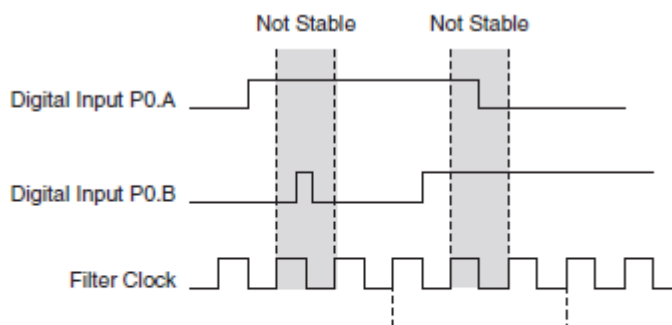 Not Stable Not Stable
Digital Input P0.A
Digital Input P0.B
Filter Clock